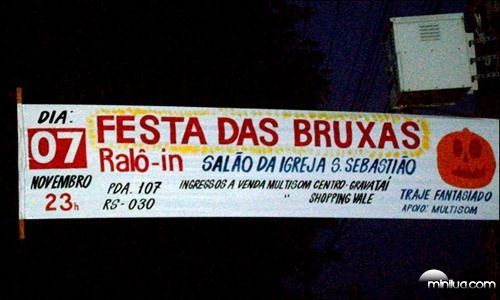 DIA:
07
NOVEMBRO
23h
FESTA DAS BRUXAS
Ralô-in SALÃO DA IGREJA S. SEBASTIÃO
PDA. 107
RS-030
INGRESSOS A VENDA MULTISOM CENTRO-GRAVATAÍ
" SHOPPING VALE
TRAJE FANTASIADO
APOIO: MULTISOM
minilua.com